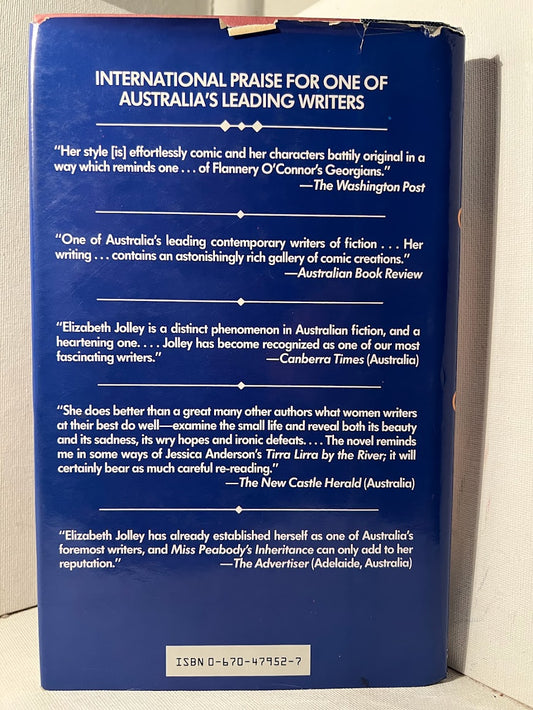 INTERNATIONAL PRAISE FOR ONE OF
AUSTRALIA'S LEADING WRITERS
"Her style [is] effortlessly comic and her characters battily original in a
way which reminds one . . . of Flannery O'Connor's Georgians."
—The Washington Post
"One of Australia's leading contemporary writers of fiction . . . Her
writing . . . contains an astonishingly rich gallery of comic creations."
—Australian Book Review
"Elizabeth Jolley is a distinct phenomenon in Australian fiction, and a
heartening one. . . . Jolley has become recognized as one of our most
fascinating writers." —Canberra Times (Australia)
"She does better than a great many other authors what women writers
at their best do well—examine the small life and reveal both its beauty
and its sadness, its wry hopes and ironic defeats. . . . The novel reminds
me in some ways of Jessica Anderson's Tirra Lirra by the River; it will
certainly bear as much careful re-reading."
—The New Castle Herald (Australia)
"Elizabeth Jolley has already established herself as one of Australia's
foremost writers, and Miss Peabody's Inheritance can only add to her
reputation." —The Advertiser (Adelaide, Australia)
ISBN 0-670-47952-7